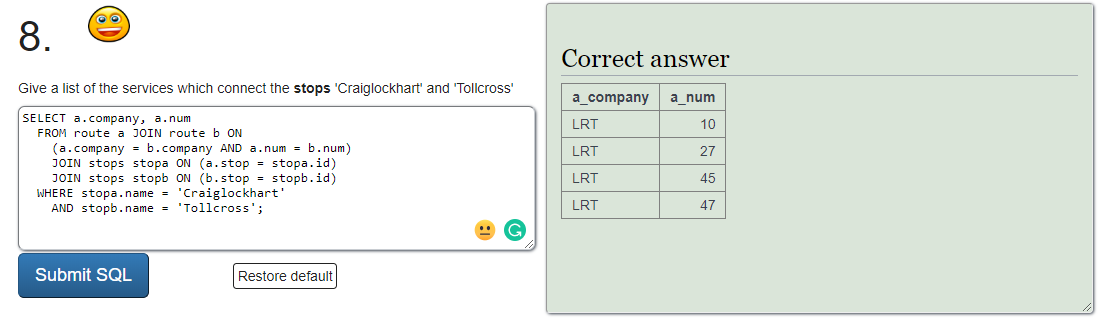 8.
Give a list of the services which connect the stops 'Craiglockhart' and 'Tollcross'
SELECT a.company, a.num
  FROM route a JOIN route b ON
    (a.company = b.company AND a.num = b.num)
    JOIN stops stopa ON (a.stop = stopa.id)
    JOIN stops stopb ON (b.stop = stopb.id)
  WHERE stopa.name = 'Craiglockhart'
    AND stopb.name = 'Tollcross';
Submit SQL
Restore default
Correct answer
a_company a_num
LRT 10
LRT 27
LRT 45
LRT 47